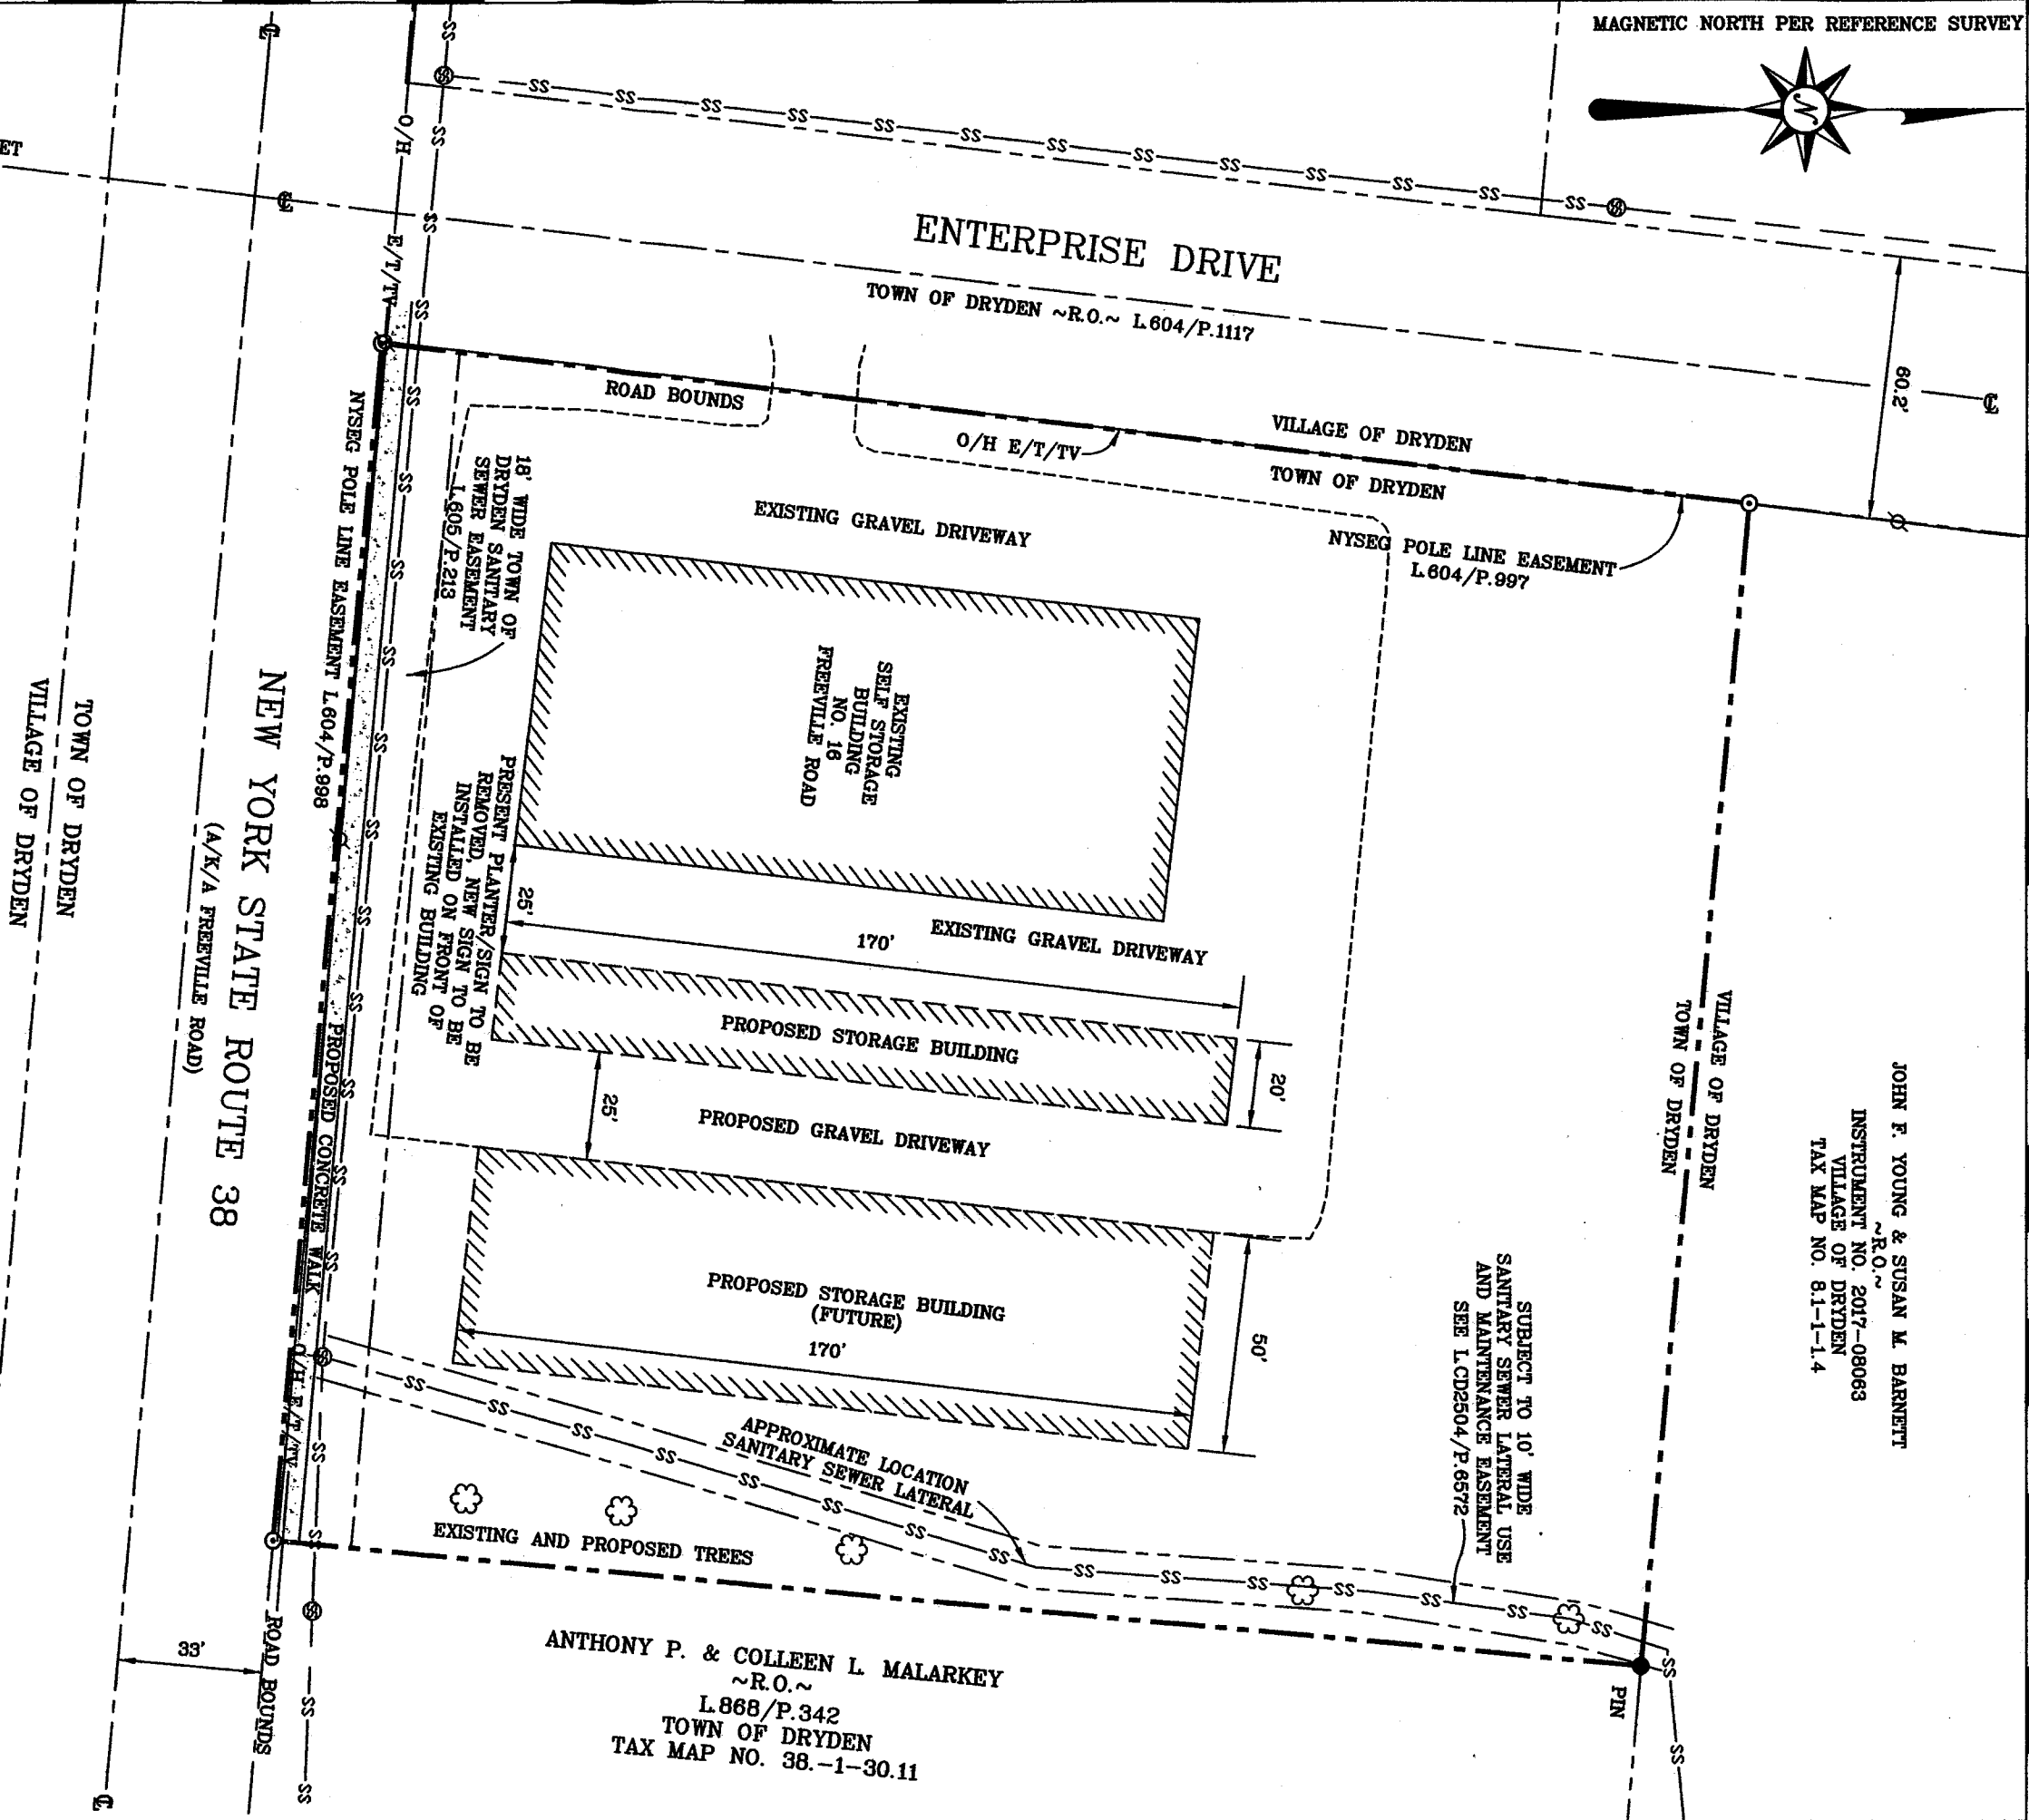 MAGNETIC NORTH PER REFERENCE SURVEY
N
ET
O/H
E/T/TV
ENTERPRISE DRIVE
TOWN OF DRYDEN ~R.O.~ L.604/P.1117
60.2'
ROAD BOUNDS
O/H E/T/TV
VILLAGE OF DRYDEN
TOWN OF DRYDEN
NYSEG POLE LINE EASEMENT
L.604/P.997
EXISTING GRAVEL DRIVEWAY
18' WIDE TOWN OF
DRYDEN SANITARY
SEWER EASEMENT
L.605/P.213
NYSEG POLE LINE EASEMENT L.604/P.998
EXISTING
SELF STORAGE
BUILDING
NO. 16
FREEVILLE ROAD
PRESENT PLANTER/SIGN TO BE
REMOVED, NEW SIGN TO BE
INSTALLED ON FRONT OF
EXISTING BUILDING
25'
170'
EXISTING GRAVEL DRIVEWAY
PROPOSED STORAGE BUILDING
20'
25'
PROPOSED GRAVEL DRIVEWAY
PROPOSED STORAGE BUILDING
(FUTURE)
170'
50'
VILLAGE OF DRYDEN
TOWN OF DRYDEN
JOHN F. YOUNG & SUSAN M. BARNETT
~R.O.~
INSTRUMENT NO. 2017-08063
VILLAGE OF DRYDEN
TAX MAP NO. 8.1-1-1.4
SUBJECT TO 10' WIDE
SANITARY SEWER LATERAL USE
AND MAINTENANCE EASEMENT
SEE L.CD2504/P.6572
APPROXIMATE LOCATION
SANITARY SEWER LATERAL
EXISTING AND PROPOSED TREES
TOWN OF DRYDEN
VILLAGE OF DRYDEN
NEW YORK STATE ROUTE 38
(A/K/A FREEVILLE ROAD)
PROPOSED CONCRETE WALK
O/H E/T/TV
33'
ROAD BOUNDS
ANTHONY P. & COLLEEN L. MALARKEY
~R.O.~
L.868/P.342
TOWN OF DRYDEN
TAX MAP NO. 38.-1-30.11
PIN